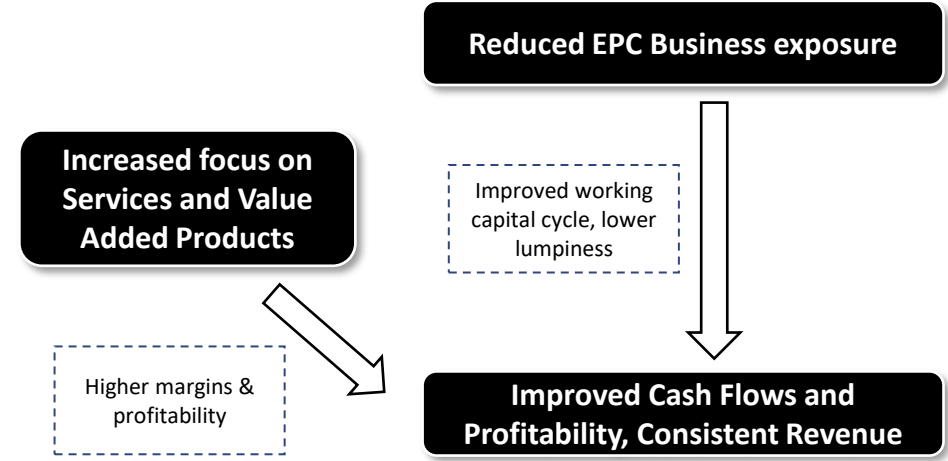 Reduced EPC Business exposure
Increased focus on
Services and Value
Added Products
Improved working
capital cycle, lower
lumpiness
Higher margins &
profitability
Improved Cash Flows and
Profitability, Consistent Revenue